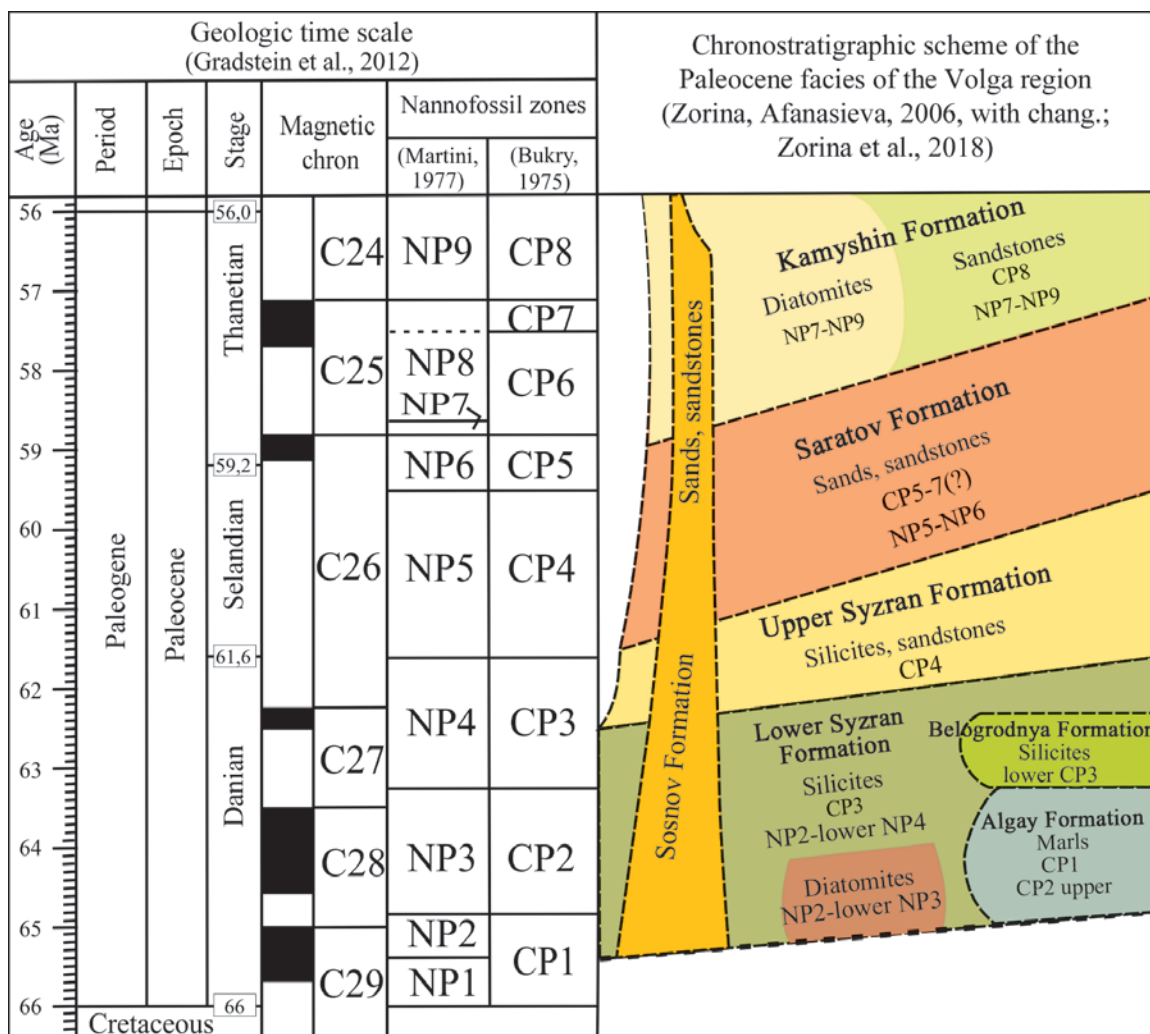 Geologic time scale
(Gradstein et al., 2012)
Chronostratigraphic scheme of the
Paleocene facies of the Volga region
(Zorina, Afanasieva, 2006, with chang.;
Zorina et al., 2018)
Age
(Ma)
Period
Epoch
Stage
Magnetic
chron
Nannofossil zones
(Martini,
1977)
(Bukry,
1975)
56
57
58
59
60
61
62
63
64
65
66
Paleogene
Cretaceous
Paleocene
56,0
Thanetian
59,2
Selandian
61,6
Danian
66
C24
C25
C26
C27
C28
C29
NP9
NP8
NP7
NP6
NP5
NP4
NP3
NP2
NP1
CP8
CP7
CP6
CP5
CP4
CP3
CP2
CP1
Sands, sandstones
Sosnov Formation
Kamyshin Formation
Diatomites
NP7-NP9
Sandstones
CP8
NP7-NP9
Saratov Formation
Sands, sandstones
CP5-7(?)
NP5-NP6
Upper Syzran Formation
Silicites, sandstones
CP4
Lower Syzran
Formation
Silicites
CP3
NP2-lower NP4
Diatomites
NP2-lower NP3
Belogrodnya Formation
Silicites
lower CP3
Algay Formation
Marls
CP1
CP2 upper